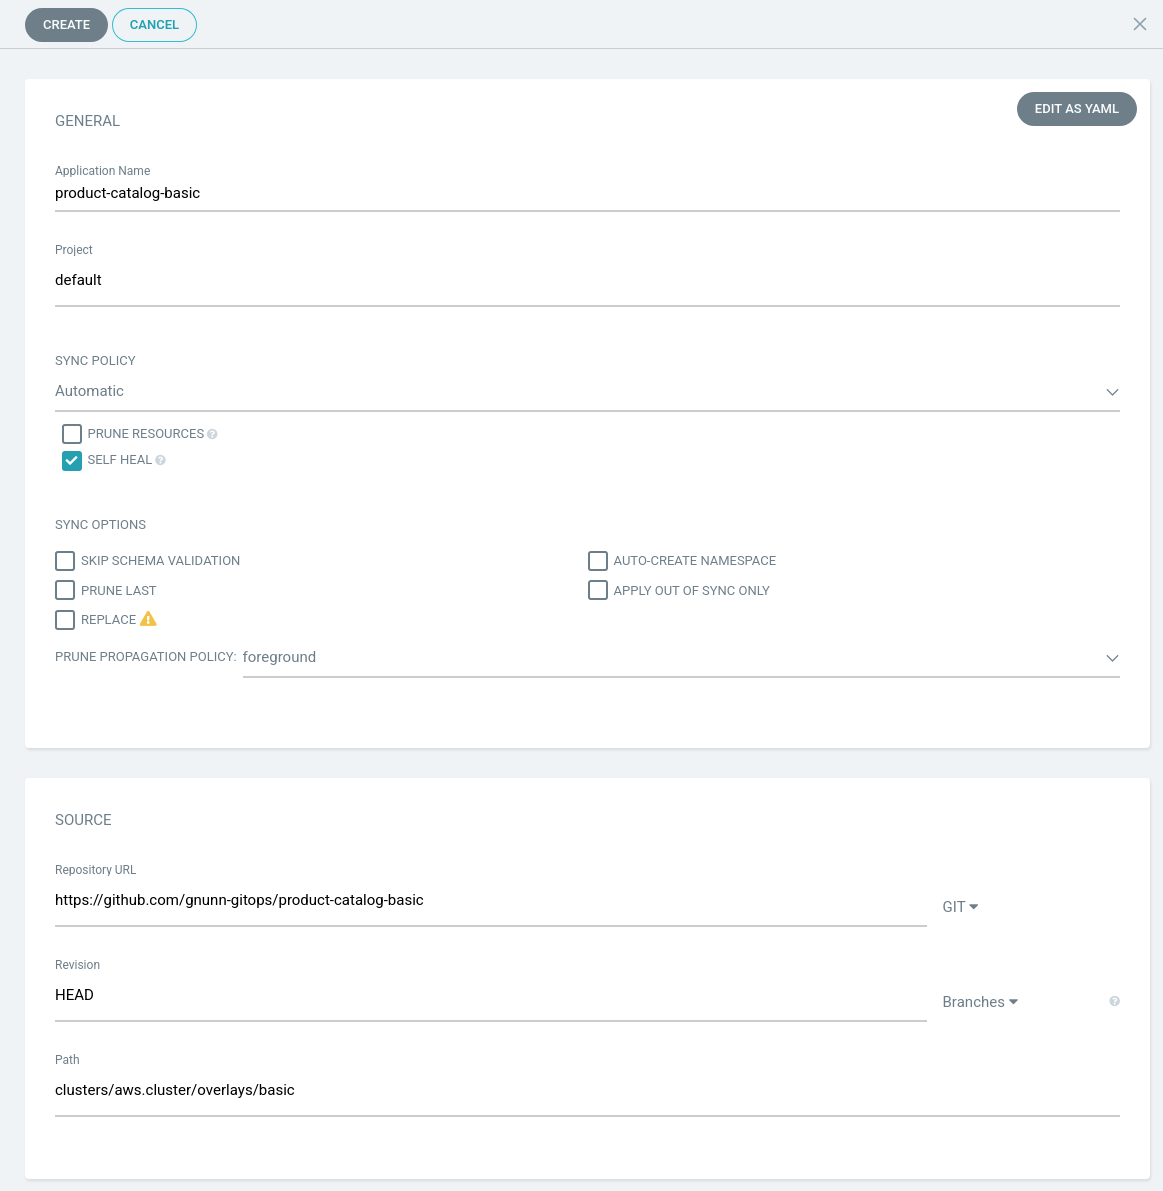 CREATE
CANCEL
EDIT AS YAML
GENERAL
Application Name
product-catalog-basic
Project
default
SYNC POLICY
Automatic
PRUNE RESOURCES ?
SELF HEAL ?
SYNC OPTIONS
SKIP SCHEMA VALIDATION
AUTO-CREATE NAMESPACE
PRUNE LAST
APPLY OUT OF SYNC ONLY
REPLACE
PRUNE PROPAGATION POLICY: foreground
SOURCE
Repository URL
https://github.com/gnunn-gitops/product-catalog-basic
GIT
Revision
HEAD
Branches ?
Path
clusters/aws.cluster/overlays/basic